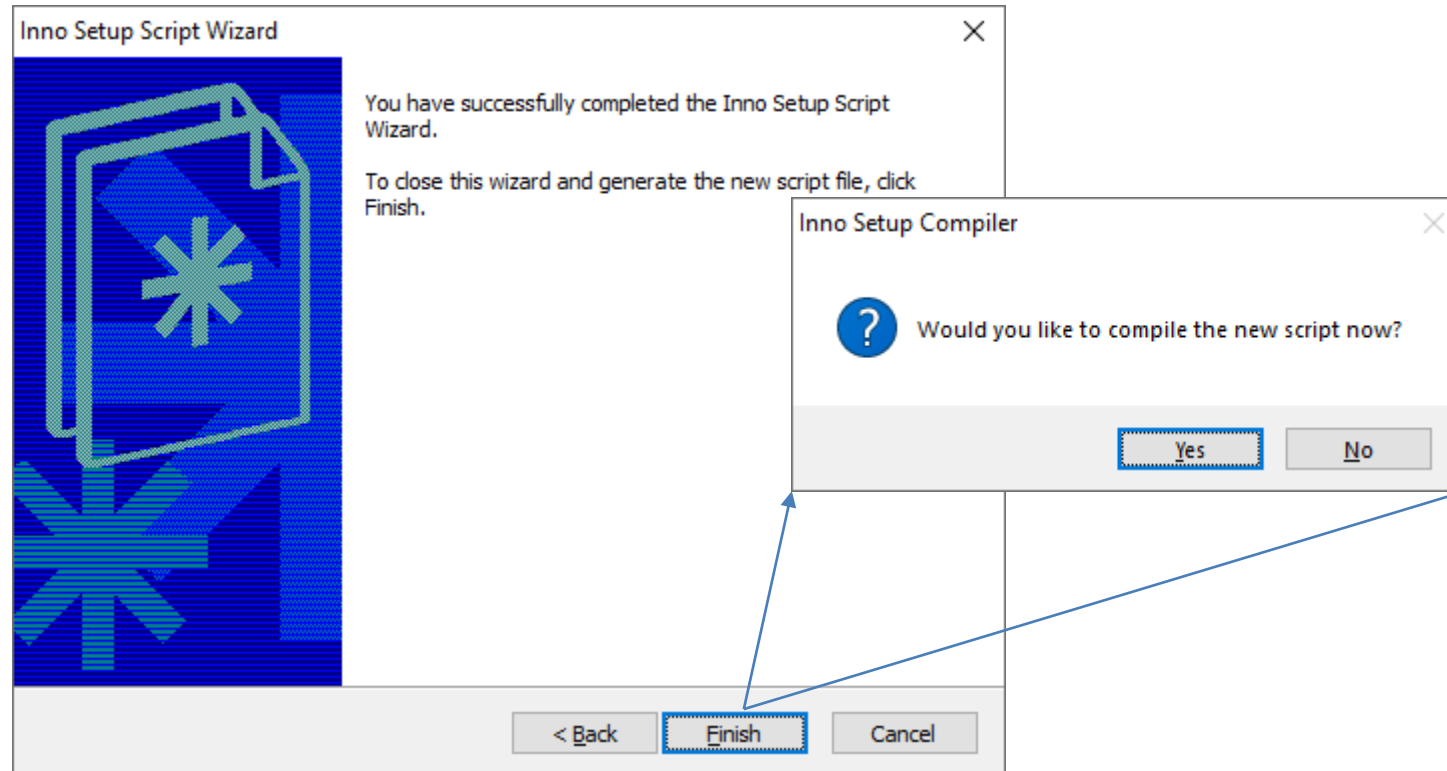 Inno Setup Script Wizard
You have successfully completed the Inno Setup Script
Wizard.
To close this wizard and generate the new script file, click
Finish.
Inno Setup Compiler
Would you like to compile the new script now?
Yes
No
< Back
Finish
Cancel